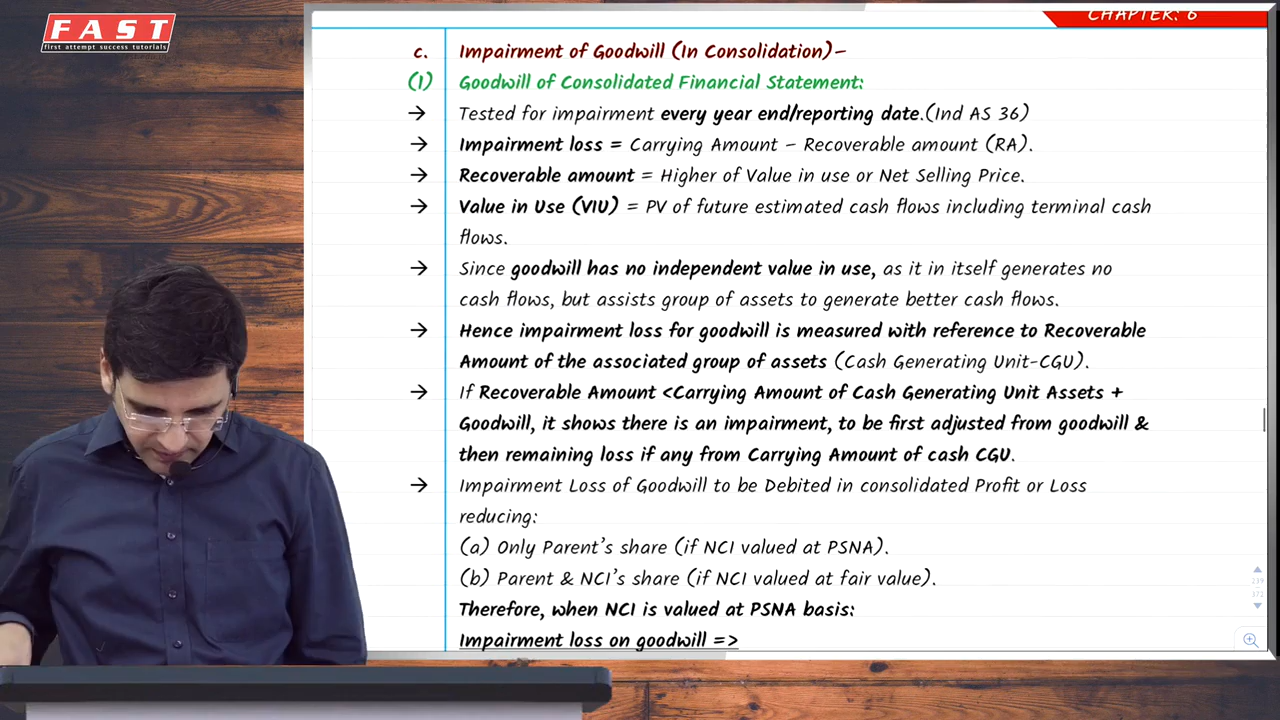 FAST
first attempt success tutorials
CHAPTER: 6
c. Impairment of Goodwill (In Consolidation)–
(1) Goodwill of Consolidated Financial Statement:
→ Tested for impairment every year end/reporting date.(Ind AS 36)
→ Impairment loss = Carrying Amount – Recoverable amount (RA).
→ Recoverable amount = Higher of Value in use or Net Selling Price.
→ Value in Use (VIU) = PV of future estimated cash flows including terminal cash
flows.
→ Since goodwill has no independent value in use, as it in itself generates no
cash flows, but assists group of assets to generate better cash flows.
→ Hence impairment loss for goodwill is measured with reference to Recoverable
Amount of the associated group of assets (Cash Generating Unit-CGU).
→ If Recoverable Amount <Carrying Amount of Cash Generating Unit Assets +
Goodwill, it shows there is an impairment, to be first adjusted from goodwill &
then remaining loss if any from Carrying Amount of cash CGU.
→ Impairment Loss of Goodwill to be Debited in consolidated Profit or Loss
reducing:
(a) Only Parent's share (if NCI valued at PSNA).
(b) Parent & NCI's share (if NCI valued at fair value).
Therefore, when NCI is valued at PSNA basis:
Impairment loss on goodwill =>
239
372